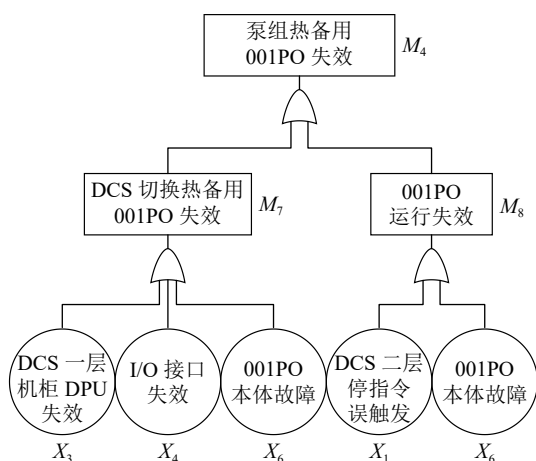 泵组热备用
001PO 失效
M₄
DCS 切换热备用
001PO 失效
M₇
001PO
运行失效
M₈
DCS 一层
机柜 DPU
失效
I/O 接口
失效
001PO
本体故障
DCS 二层
停指令
误触发
001PO
本体故障
X₃
X₄
X₆
X₁
X₆